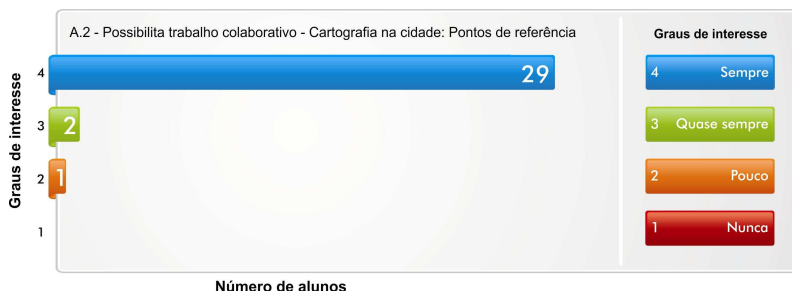 A.2 - Possibilita trabalho colaborativo - Cartografia na cidade: Pontos de referência
Graus de interesse
Graus de interesse
4
29
3
2
2
1
1
4 Sempre
3 Quase sempre
2 Pouco
1 Nunca
Número de alunos